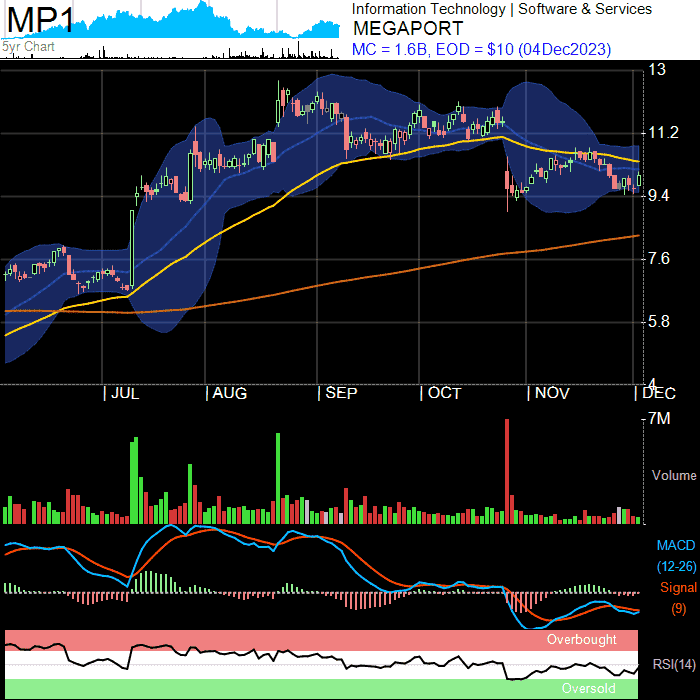 MP1
5yr Chart
Information Technology | Software & Services
MEGAPORT
MC = 1.6B, EOD = $10 (04Dec2023)
13
11.2
9.4
7.6
5.8
4
JUL
AUG
SEP
OCT
NOV
DEC
7M
Volume
MACD
(12-26)
Signal
(9)
Overbought
RSI(14)
Oversold